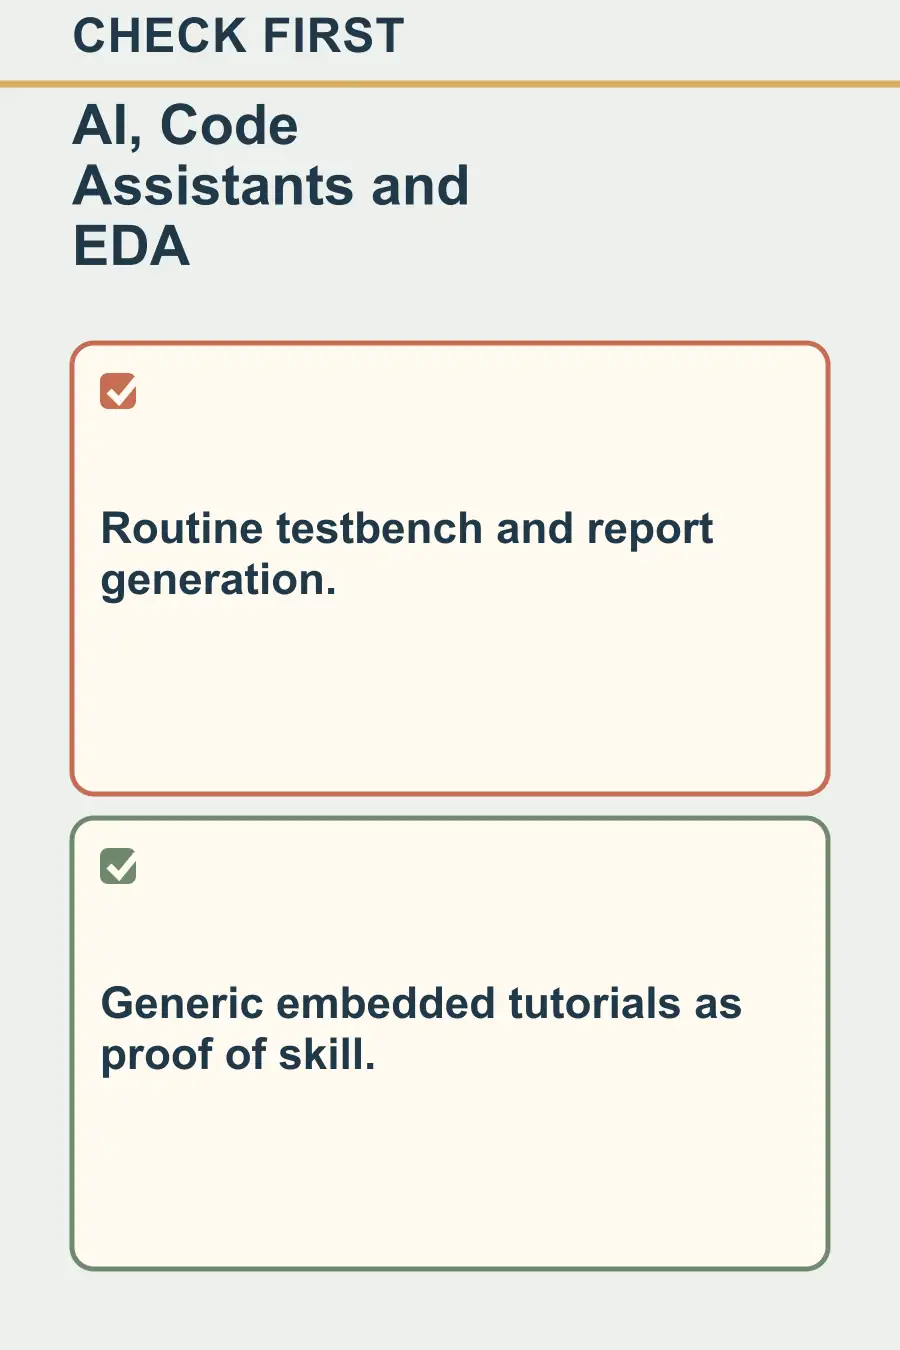 CHECK FIRST
AI, Code
Assistants and
EDA
Routine testbench and report
generation.
Generic embedded tutorials as
proof of skill.